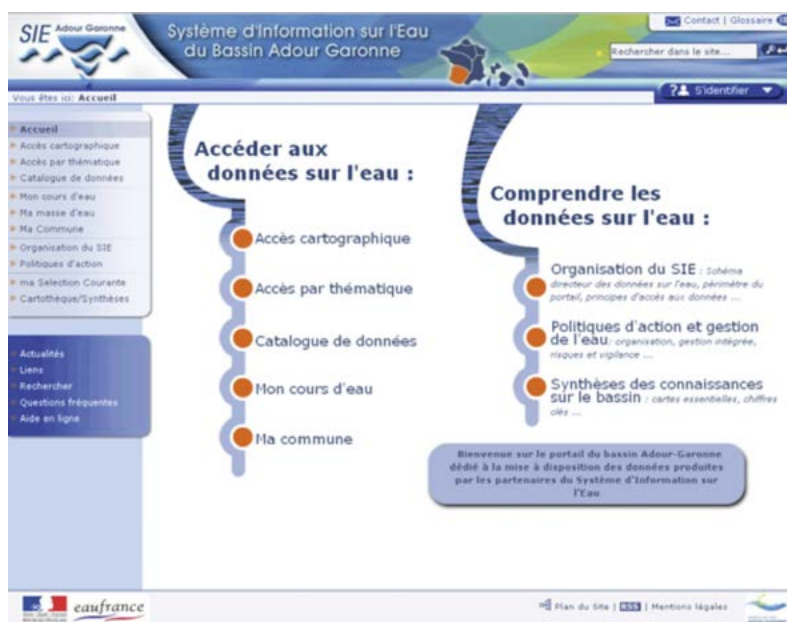 SIE Adour Garonne
Système d'Information sur l'Eau
du Bassin Adour Garonne
Contact | Glossaire
Rechercher dans le site...
S'identifier
Vous êtes ici: Accueil
Accueil
Accès cartographique
Accès par thématique
Catalogue de données
Mon cours d'eau
Ma masse d'eau
Ma Commune
Organisation du SIE
Politiques d'action
ma Selection Courante
Cartothèque/Synthèses
Actualités
Liens
Rechercher
Questions fréquentes
Aide en ligne
Accéder aux
données sur l'eau :
Accès cartographique
Accès par thématique
Catalogue de données
Mon cours d'eau
Ma commune
Comprendre les
données sur l'eau :
Organisation du SIE : Schéma
directeur des données sur l'eau, périmètre du
portail, principes d'accès aux données ...
Politiques d'action et gestion
de l'eau: organisation, gestion intégrée,
risques et vigilance ...
Synthèses des connaissances
sur le bassin : cartes essentielles, chiffres
clés ...
Bienvenue sur le portail du bassin Adour-Garonne
dédié à la mise à disposition des données produites
par les partenaires du Système d'Information sur
l'Eau
eaufrance
Plan du Site | RSS | Mentions légales